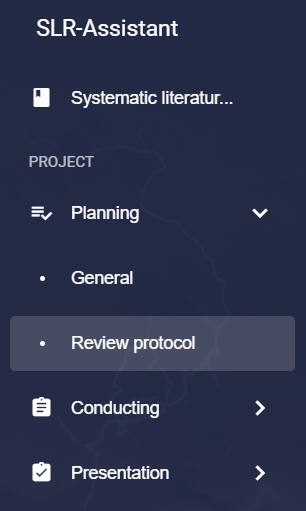 SLR-Assistant
Systematic literatur...
PROJECT
Planning
General
Review protocol
Conducting
Presentation